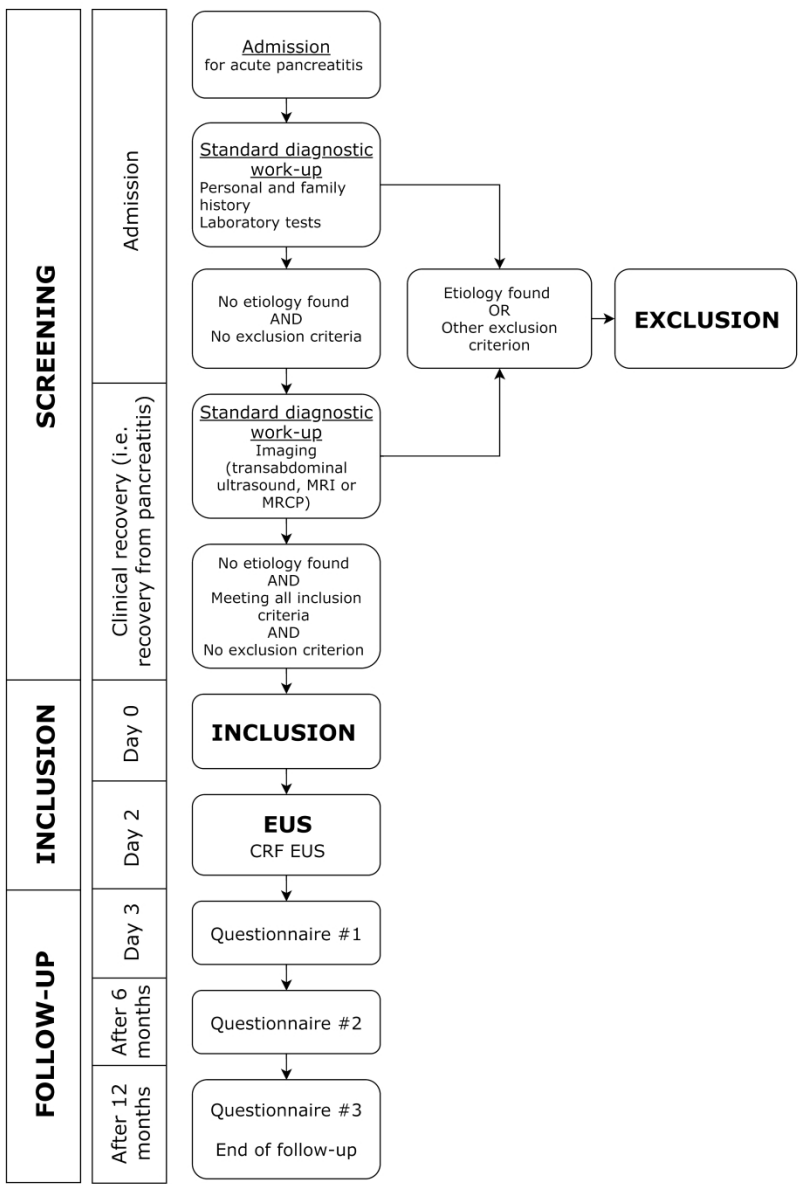 SCREENING
Admission
Admission
for acute pancreatitis
Standard diagnostic
work-up
Personal and family
history
Laboratory tests
No etiology found
AND
No exclusion criteria
Etiology found
OR
Other exclusion
criterion
EXCLUSION
Clinical recovery (i.e.
recovery from pancreatitis)
Standard diagnostic
work-up
Imaging
(transabdominal
ultrasound, MRI or
MRCP)
No etiology found
AND
Meeting all inclusion
criteria
AND
No exclusion criterion
INCLUSION
Day 0
INCLUSION
Day 2
EUS
CRF EUS
FOLLOW-UP
Day 3
Questionnaire #1
After 6
months
Questionnaire #2
After 12
months
Questionnaire #3
End of follow-up